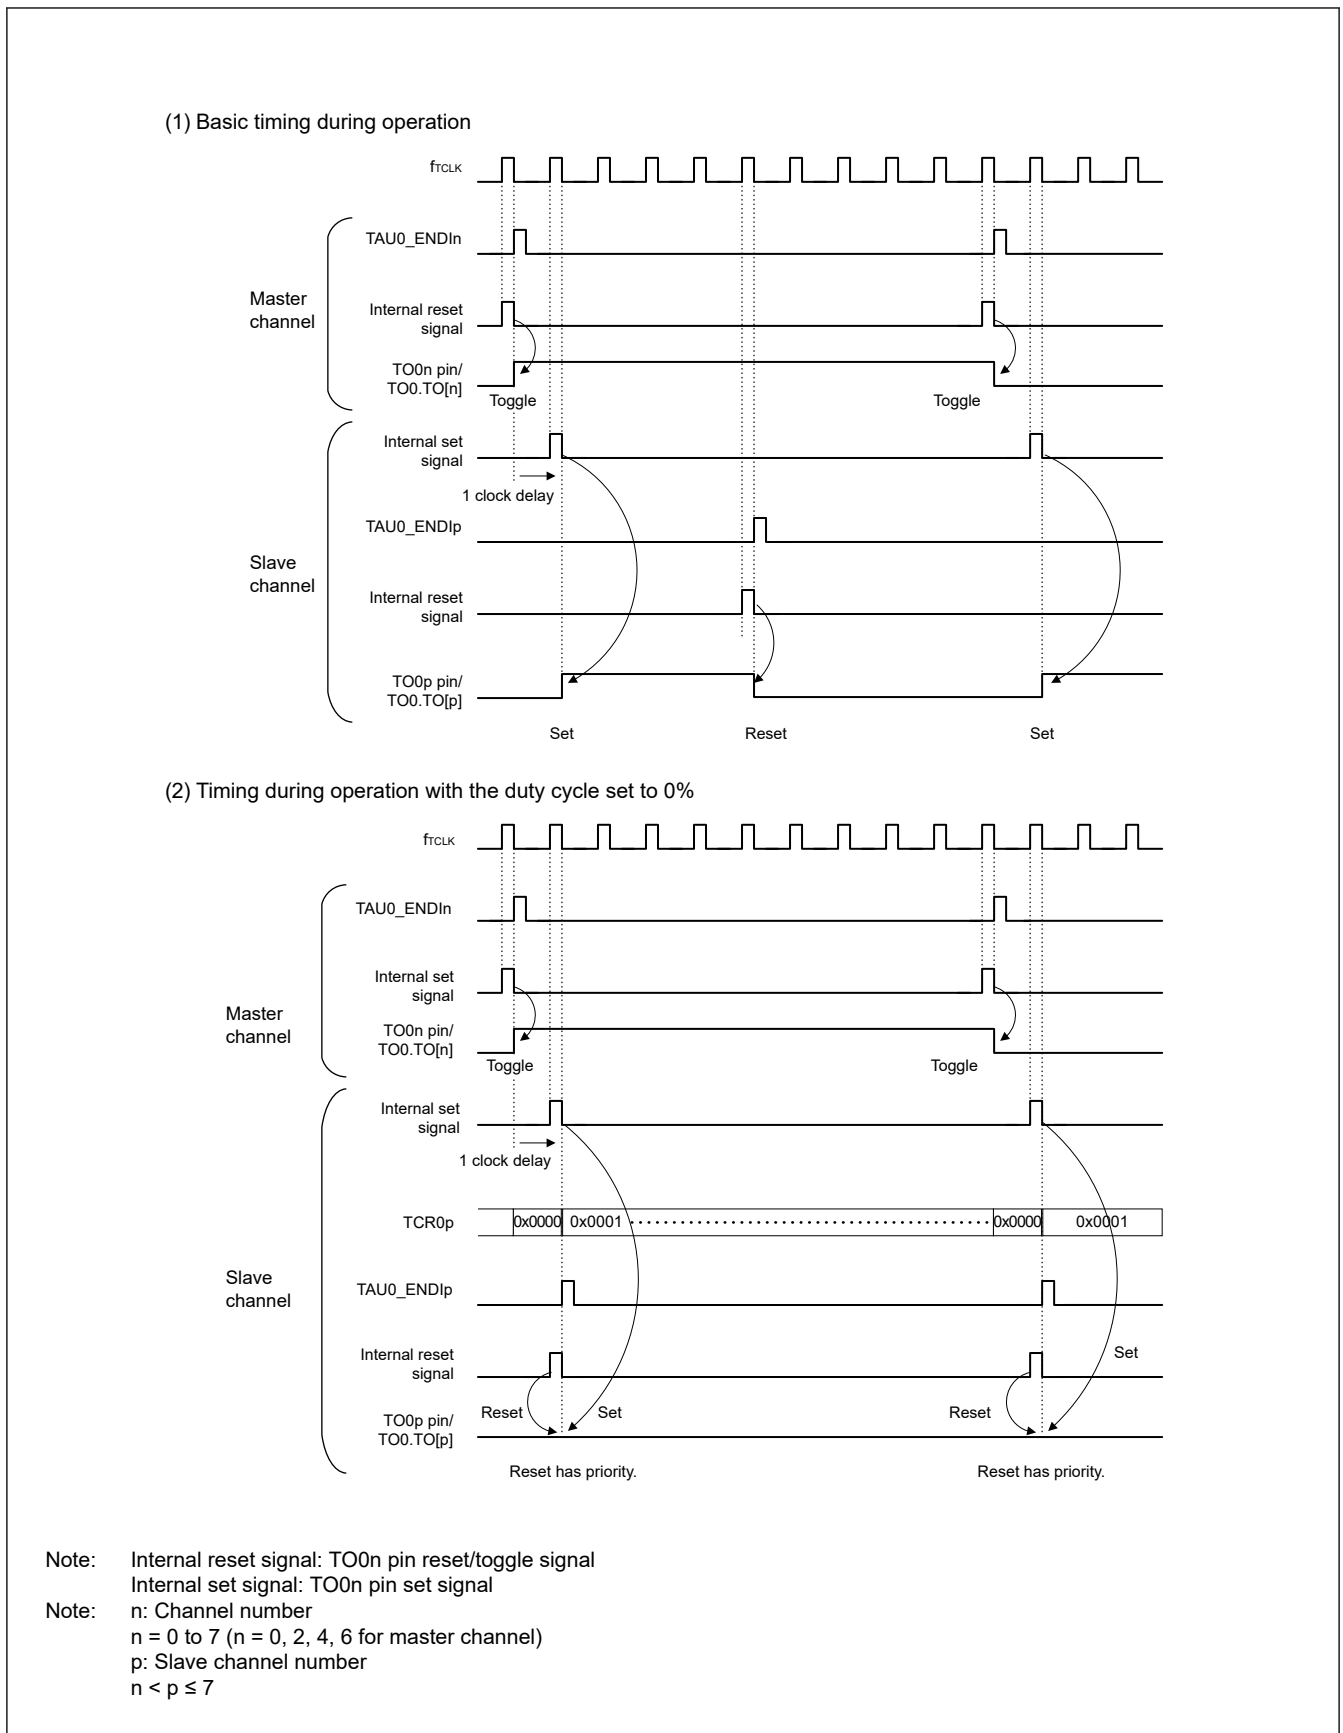 (1) Basic timing during operation
fTCLK
TAU0_ENDIn
Master
channel
Internal reset
signal
TO0n pin/
TO0.TO[n]
Toggle
Toggle
Internal set
signal
1 clock delay
TAU0_ENDIp
Slave
channel
Internal reset
signal
TO0p pin/
TO0.TO[p]
Set
Reset
Set
(2) Timing during operation with the duty cycle set to 0%
fTCLK
TAU0_ENDIn
Internal set
signal
Master
channel
TO0n pin/
TO0.TO[n]
Toggle
Toggle
Internal set
signal
1 clock delay
TCR0p
0x0000
0x0001
0x0000
0x0001
Slave
channel
TAU0_ENDIp
Internal reset
signal
Set
Reset
Set
Reset
TO0p pin/
TO0.TO[p]
Reset has priority.
Reset has priority.
Note: Internal reset signal: TO0n pin reset/toggle signal
Internal set signal: TO0n pin set signal
Note: n: Channel number
n = 0 to 7 (n = 0, 2, 4, 6 for master channel)
p: Slave channel number
n < p ≤ 7